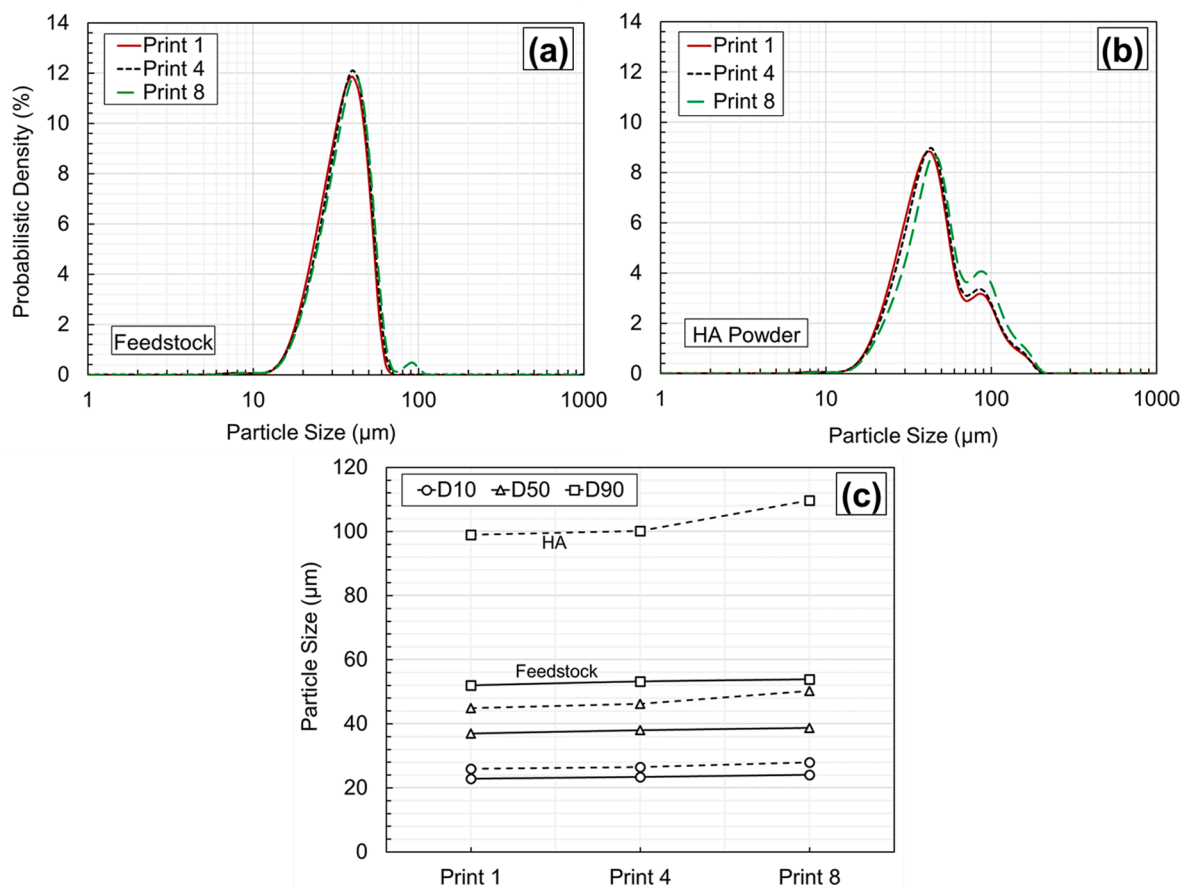 14
12
10
8
6
4
2
0
Probabilistic Density (%)
Print 1
Print 4
Print 8
(a)
Feedstock
1 10 100 1000
Particle Size (µm)
14
12
10
8
6
4
2
0
Print 1
Print 4
Print 8
(b)
HA Powder
1 10 100 1000
Particle Size (µm)
120
100
80
60
40
20
0
Particle Size (µm)
D10 D50 D90
(c)
HA
Feedstock
Print 1 Print 4 Print 8